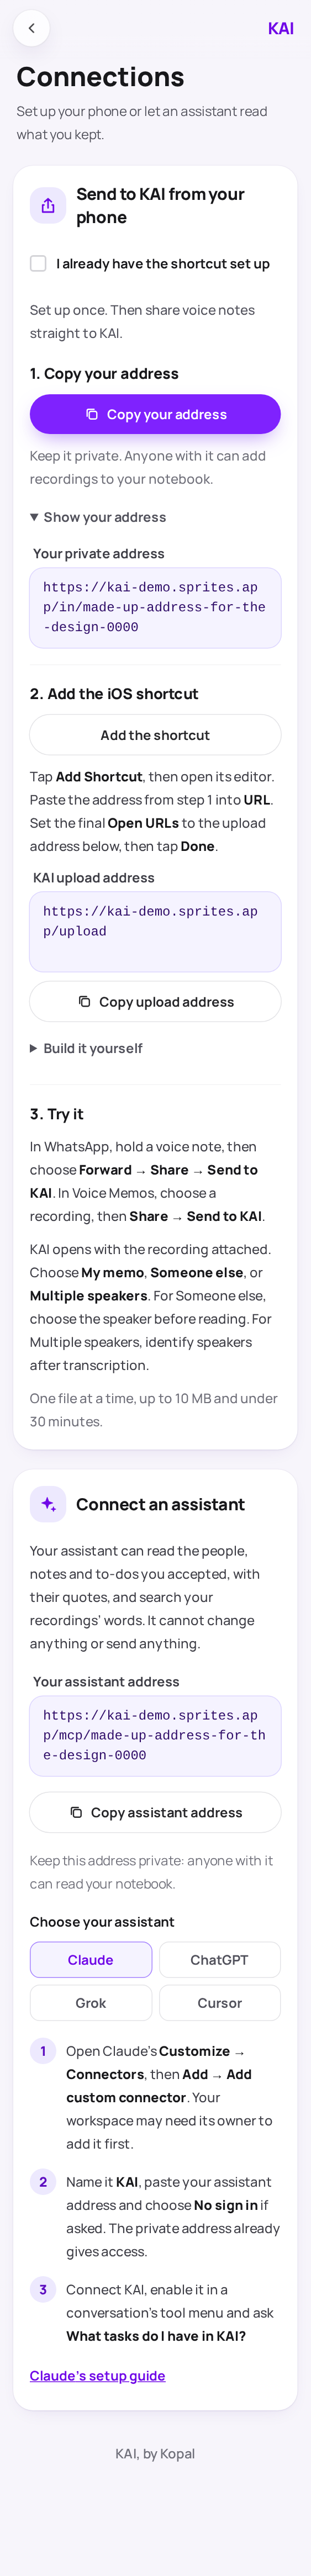 KAI
Connections
Set up your phone or let an assistant read
what you kept.
Send to KAI from your
phone
I already have the shortcut set up
Set up once. Then share voice notes
straight to KAI.
1. Copy your address
Copy your address
Keep it private. Anyone with it can add
recordings to your notebook.
▼ Show your address
Your private address
https://kai-demo.sprites.ap
p/in/made-up-address-for-the
-design-0000
2. Add the iOS shortcut
Add the shortcut
Tap Add Shortcut, then open its editor.
Paste the address from step 1 into URL.
Set the final Open URLs to the upload
address below, then tap Done.
KAI upload address
https://kai-demo.sprites.ap
p/upload
Copy upload address
▶ Build it yourself
3. Try it
In WhatsApp, hold a voice note, then
choose Forward → Share → Send to
KAI. In Voice Memos, choose a
recording, then Share → Send to KAI.
KAI opens with the recording attached.
Choose My memo, Someone else, or
Multiple speakers. For Someone else,
choose the speaker before reading. For
Multiple speakers, identify speakers
after transcription.
One file at a time, up to 10 MB and under
30 minutes.
Connect an assistant
Your assistant can read the people,
notes and to-dos you accepted, with
their quotes, and search your
recordings' words. It cannot change
anything or send anything.
Your assistant address
https://kai-demo.sprites.ap
p/mcp/made-up-address-for-th
e-design-0000
Copy assistant address
Keep this address private: anyone with it
can read your notebook.
Choose your assistant
Claude ChatGPT
Grok Cursor
1 Open Claude's Customize →
Connectors, then Add → Add
custom connector. Your
workspace may need its owner to
add it first.
2 Name it KAI, paste your assistant
address and choose No sign in if
asked. The private address already
gives access.
3 Connect KAI, enable it in a
conversation's tool menu and ask
What tasks do I have in KAI?
Claude's setup guide
KAI, by Kopal